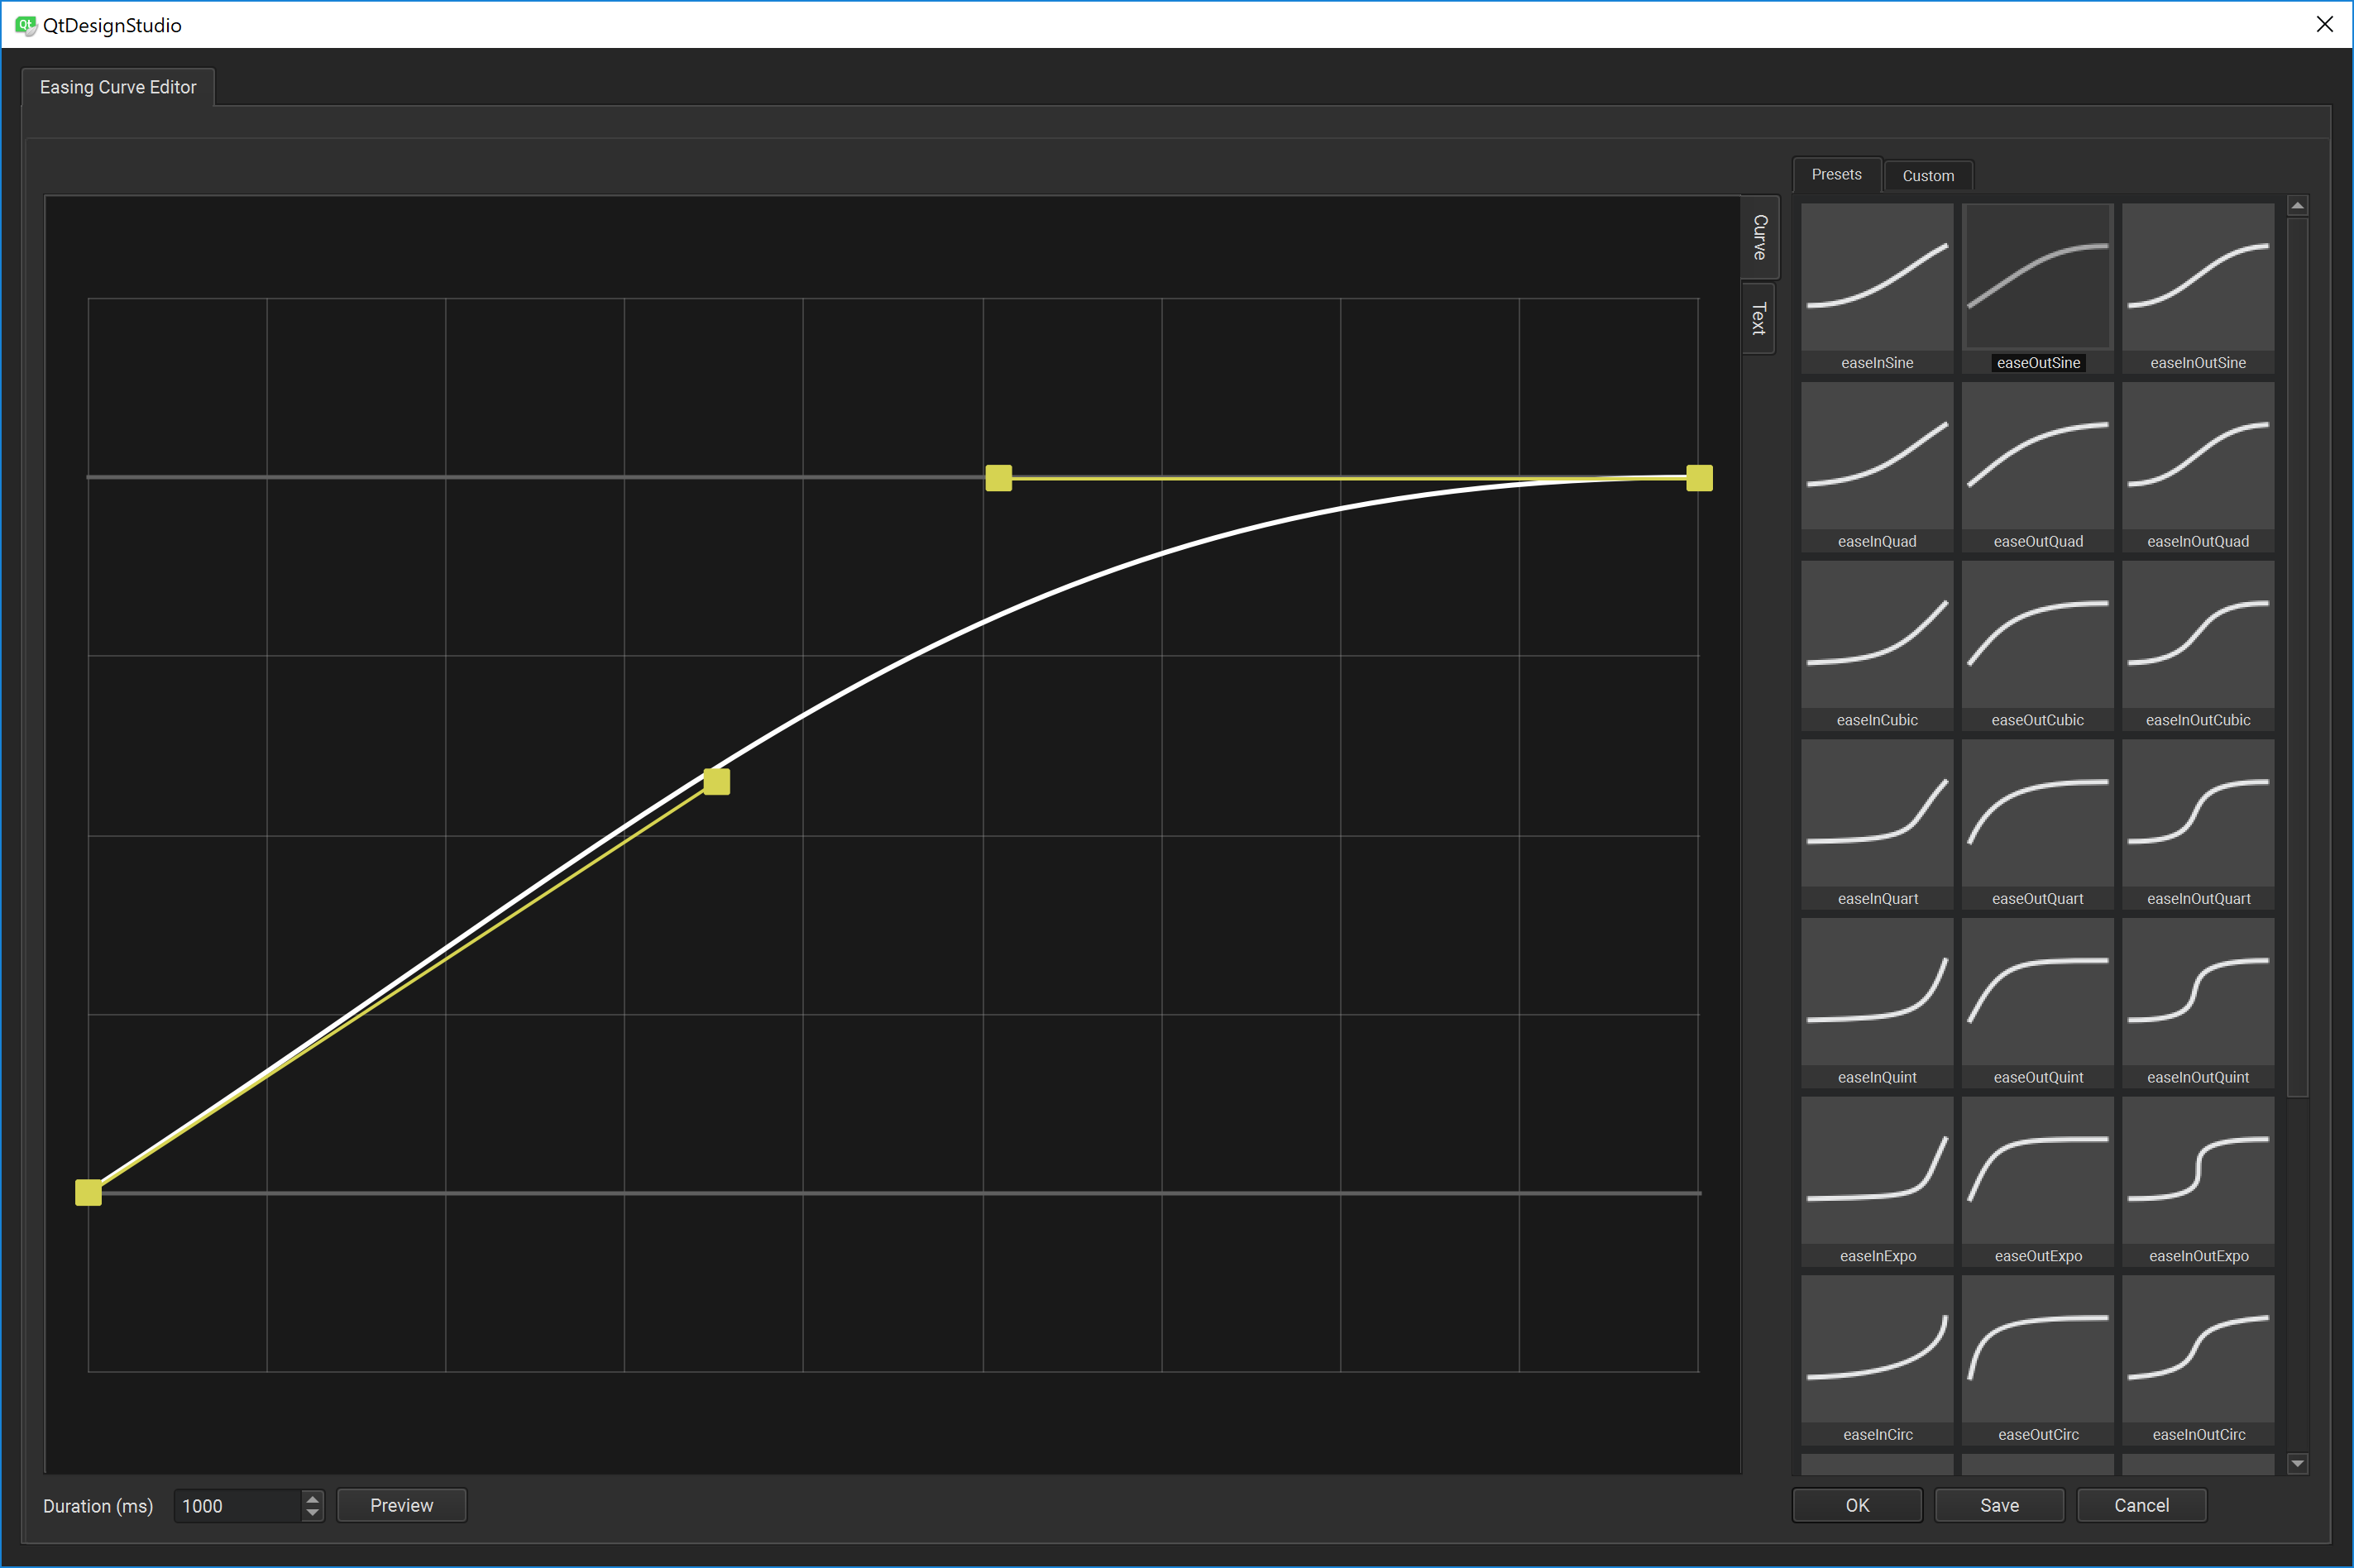 QtDesignStudio
Easing Curve Editor
Presets
Custom
Curve
Text
easeInSine
easeOutSine
easeInOutSine
easeInQuad
easeOutQuad
easeInOutQuad
easeInCubic
easeOutCubic
easeInOutCubic
easeInQuart
easeOutQuart
easeInOutQuart
easeInQuint
easeOutQuint
easeInOutQuint
easeInExpo
easeOutExpo
easeInOutExpo
easeInCirc
easeOutCirc
easeInOutCirc
Duration (ms)
1000
Preview
OK
Save
Cancel